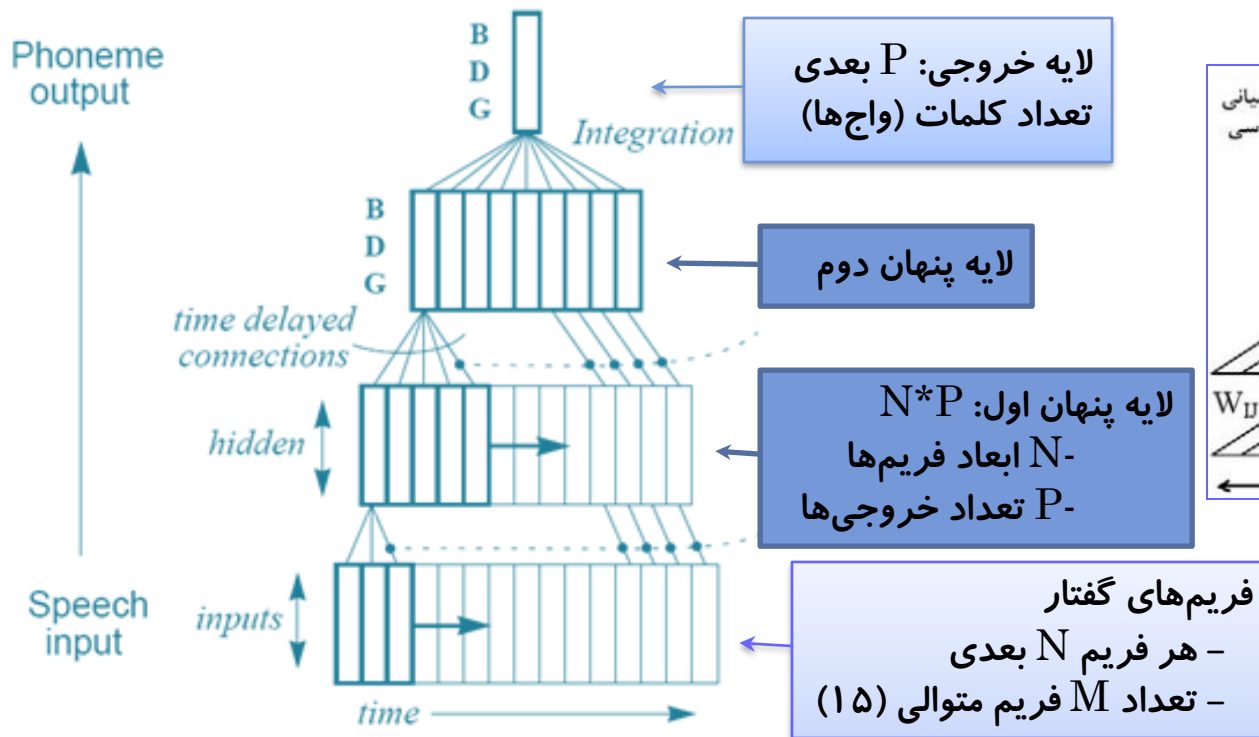 Phoneme
output
B
D
G
Integration
لایه خروجی: P بعدی
تعداد کلمات (واج‌ها)
B
D
G
لایه پنهان دوم
time delayed
connections
hidden
لایه پنهان اول: N*P
-N ابعاد فریم‌ها
-P تعداد خروجی‌ها
W
Speech
input
inputs
فریم‌های گفتار
- هر فریم N بعدی
- تعداد M فریم متوالی (۱۵)
time